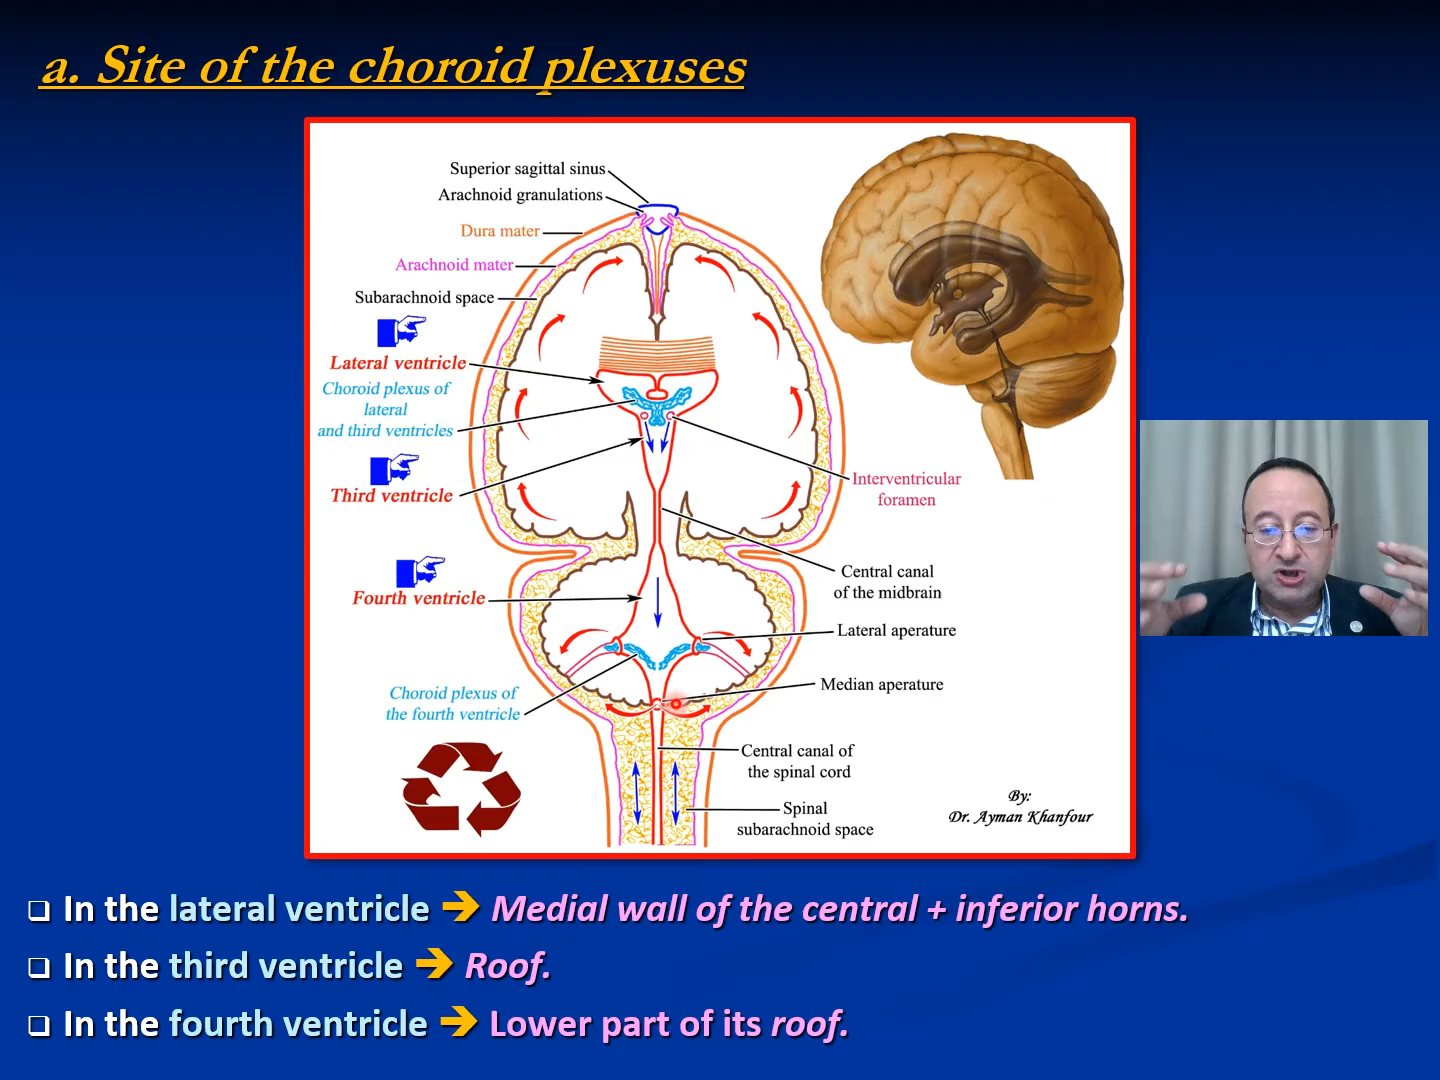 a. Site of the choroid plexuses
Superior sagittal sinus
Arachnoid granulations
Dura mater
Arachnoid mater
Subarachnoid space
Lateral ventricle
Choroid plexus of
lateral
and third ventricles
Third ventricle
Interventricular
foramen
Central canal
of the midbrain
Fourth ventricle
Lateral aperature
Median aperature
Choroid plexus of
the fourth ventricle
Central canal of
the spinal cord
Spinal
subarachnoid space
By:
Dr. Ayman Khanfour
In the lateral ventricle ➔ Medial wall of the central + inferior horns.
In the third ventricle ➔ Roof.
In the fourth ventricle ➔ Lower part of its roof.